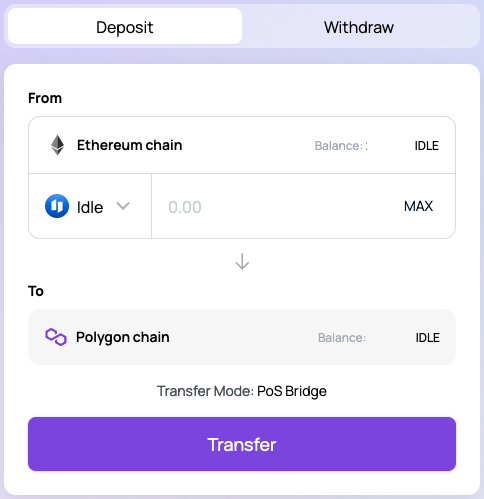 Deposit Withdraw
From
Ethereum chain Balance: IDLE
Idle 0.00 MAX
To
Polygon chain Balance: IDLE
Transfer Mode: PoS Bridge
Transfer